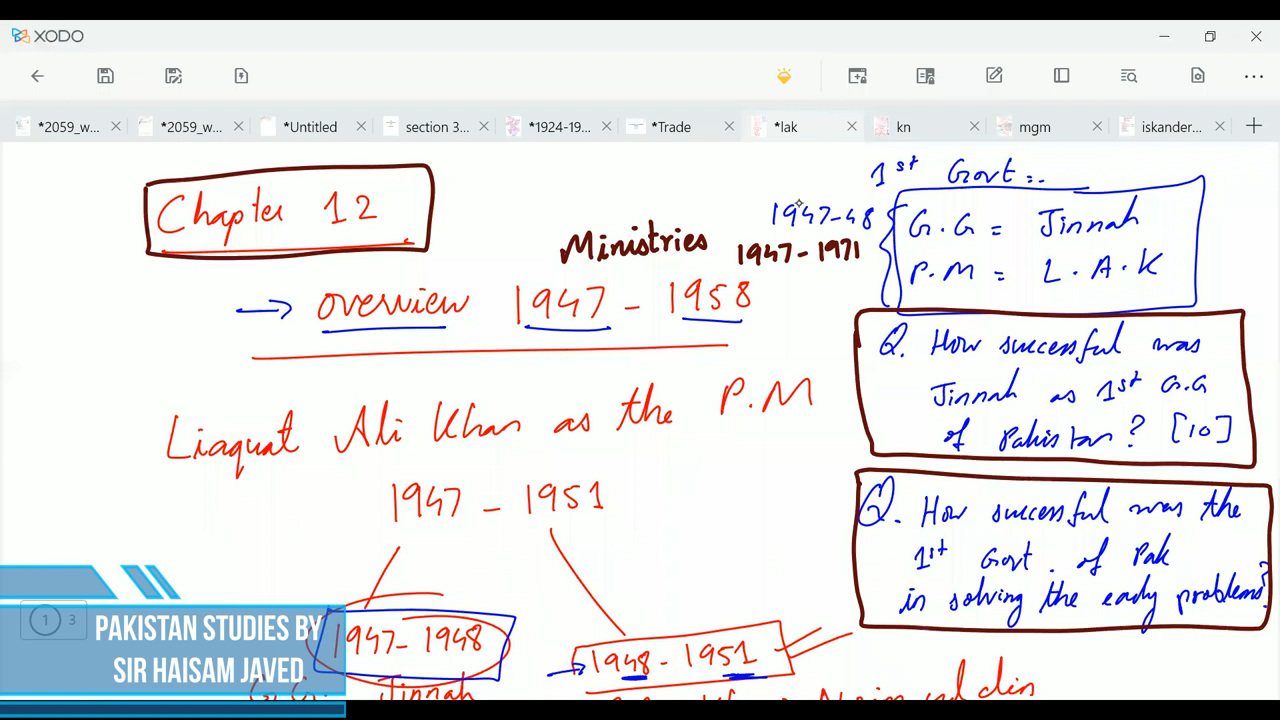 XODO
*2059_w...
*2059_w...
*Untitled
section 3...
*1924-19...
*Trade
*lak
kn
mgm
iskander...
Chapter 12
1st Govt :-
1947-48
G.G = Jinnah
P.M = L.A.K
Ministries 1947-1971
→ overview 1947 - 1958
Q. How successful was
Jinnah as 1st G.G
of Pakistan? [10]
Liaquat Ali Khan as the P.M
1947 - 1951
Q. How successful was the
1st Govt. of Pak
in solving the early problems?
1947-1948
1948 - 1951
Jinnah
1 3
PAKISTAN STUDIES BY
SIR HAISAM JAVED